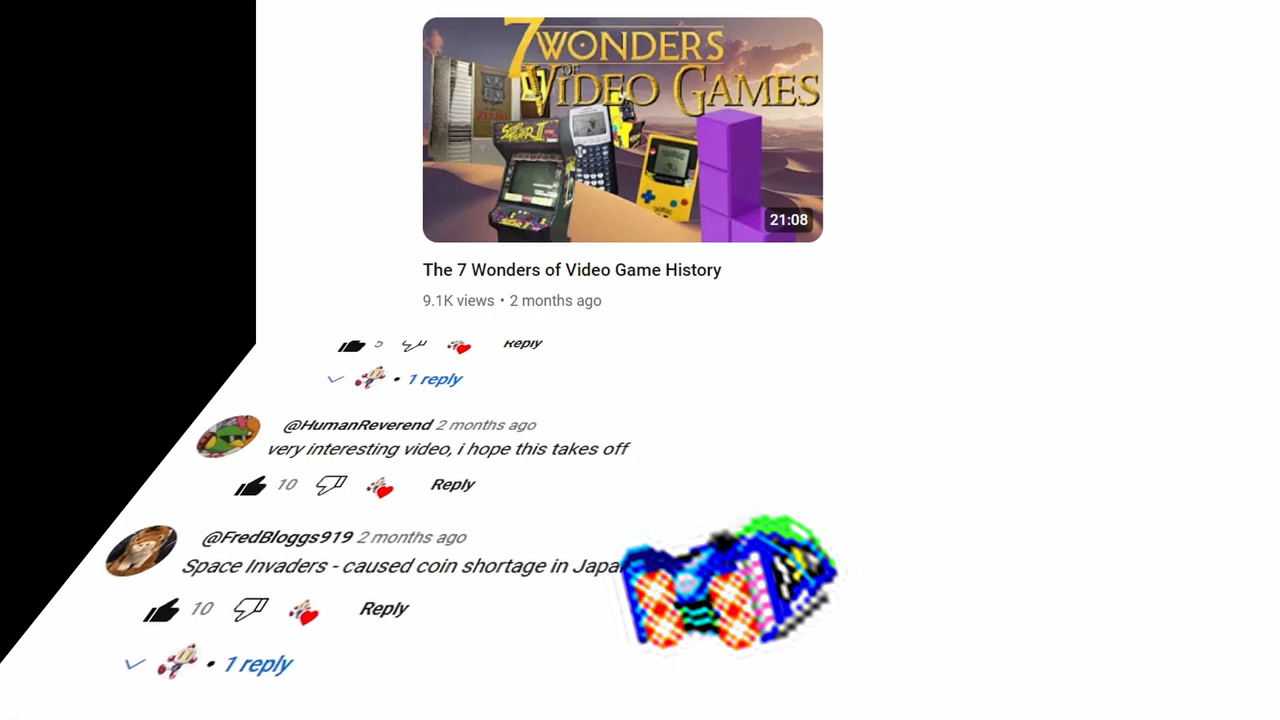 7 WONDERS
OF
VIDEO GAMES
21:08
The 7 Wonders of Video Game History
9.1K views • 2 months ago
5 Reply
• 1 reply
@HumanReverend 2 months ago
very interesting video, i hope this takes off
10 Reply
@FredBloggs919 2 months ago
Space Invaders - caused coin shortage in Japa
10 Reply
• 1 reply